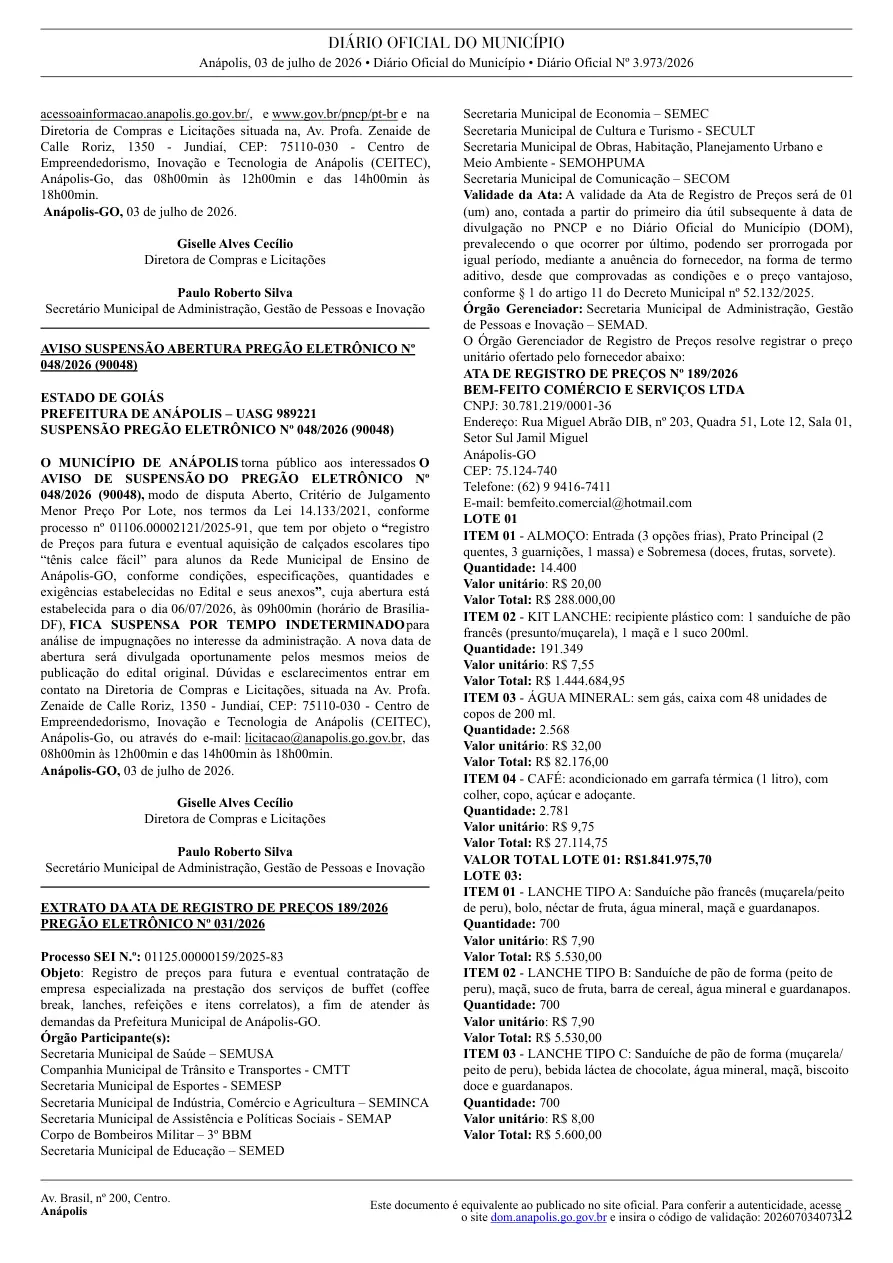 DIÁRIO OFICIAL DO MUNICÍPIO
Anápolis, 03 de julho de 2026 • Diário Oficial do Município • Diário Oficial Nº 3.973/2026
acessoainformacao.anapolis.go.gov.br/, e www.gov.br/pncp/pt-br e na
Diretoria de Compras e Licitações situada na, Av. Profa. Zenaide de
Calle Roriz, 1350 - Jundiaí, CEP: 75110-030 - Centro de
Empreendedorismo, Inovação e Tecnologia de Anápolis (CEITEC),
Anápolis-Go, das 08h00min às 12h00min e das 14h00min às
18h00min.
Anápolis-GO, 03 de julho de 2026.
Giselle Alves Cecílio
Diretora de Compras e Licitações
Paulo Roberto Silva
Secretário Municipal de Administração, Gestão de Pessoas e Inovação
AVISO SUSPENSÃO ABERTURA PREGÃO ELETRÔNICO Nº
048/2026 (90048)
ESTADO DE GOIÁS
PREFEITURA DE ANÁPOLIS – UASG 989221
SUSPENSÃO PREGÃO ELETRÔNICO Nº 048/2026 (90048)
O MUNICÍPIO DE ANÁPOLIS torna público aos interessados O
AVISO DE SUSPENSÃO DO PREGÃO ELETRÔNICO Nº
048/2026 (90048), modo de disputa Aberto, Critério de Julgamento
Menor Preço Por Lote, nos termos da Lei 14.133/2021, conforme
processo nº 01106.00002121/2025-91, que tem por objeto o “registro
de Preços para futura e eventual aquisição de calçados escolares tipo
“tênis calce fácil” para alunos da Rede Municipal de Ensino de
Anápolis-GO, conforme condições, especificações, quantidades e
exigências estabelecidas no Edital e seus anexos”, cuja abertura está
estabelecida para o dia 06/07/2026, às 09h00min (horário de Brasília-
DF), FICA SUSPENSA POR TEMPO INDETERMINADO para
análise de impugnações no interesse da administração. A nova data de
abertura será divulgada oportunamente pelos mesmos meios de
publicação do edital original. Dúvidas e esclarecimentos entrar em
contato na Diretoria de Compras e Licitações, situada na Av. Profa.
Zenaide de Calle Roriz, 1350 - Jundiaí, CEP: 75110-030 - Centro de
Empreendedorismo, Inovação e Tecnologia de Anápolis (CEITEC),
Anápolis-Go, ou através do e-mail: licitacao@anapolis.go.gov.br, das
08h00min às 12h00min e das 14h00min às 18h00min.
Anápolis-GO, 03 de julho de 2026.
Giselle Alves Cecílio
Diretora de Compras e Licitações
Paulo Roberto Silva
Secretário Municipal de Administração, Gestão de Pessoas e Inovação
EXTRATO DA ATA DE REGISTRO DE PREÇOS 189/2026
PREGÃO ELETRÔNICO Nº 031/2026
Processo SEI N.º: 01125.00000159/2025-83
Objeto: Registro de preços para futura e eventual contratação de
empresa especializada na prestação dos serviços de buffet (coffee
break, lanches, refeições e itens correlatos), a fim de atender às
demandas da Prefeitura Municipal de Anápolis-GO.
Órgão Participante(s):
Secretaria Municipal de Saúde – SEMUSA
Companhia Municipal de Trânsito e Transportes - CMTT
Secretaria Municipal de Esportes - SEMESP
Secretaria Municipal de Indústria, Comércio e Agricultura – SEMINCA
Secretaria Municipal de Assistência e Políticas Sociais - SEMAP
Corpo de Bombeiros Militar – 3º BBM
Secretaria Municipal de Educação – SEMED
Secretaria Municipal de Economia – SEMEC
Secretaria Municipal de Cultura e Turismo - SECULT
Secretaria Municipal de Obras, Habitação, Planejamento Urbano e
Meio Ambiente - SEMOHPUMA
Secretaria Municipal de Comunicação – SECOM
Validade da Ata: A validade da Ata de Registro de Preços será de 01
(um) ano, contada a partir do primeiro dia útil subsequente à data de
divulgação no PNCP e no Diário Oficial do Município (DOM),
prevalecendo o que ocorrer por último, podendo ser prorrogada por
igual período, mediante a anuência do fornecedor, na forma de termo
aditivo, desde que comprovadas as condições e o preço vantajoso,
conforme § 1 do artigo 11 do Decreto Municipal nº 52.132/2025.
Órgão Gerenciador: Secretaria Municipal de Administração, Gestão
de Pessoas e Inovação – SEMAD.
O Órgão Gerenciador de Registro de Preços resolve registrar o preço
unitário ofertado pelo fornecedor abaixo:
ATA DE REGISTRO DE PREÇOS Nº 189/2026
BEM-FEITO COMÉRCIO E SERVIÇOS LTDA
CNPJ: 30.781.219/0001-36
Endereço: Rua Miguel Abrão DIB, nº 203, Quadra 51, Lote 12, Sala 01,
Setor Sul Jamil Miguel
Anápolis-GO
CEP: 75.124-740
Telefone: (62) 9 9416-7411
E-mail: bemfeito.comercial@hotmail.com
LOTE 01
ITEM 01 - ALMOÇO: Entrada (3 opções frias), Prato Principal (2
quentes, 3 guarnições, 1 massa) e Sobremesa (doces, frutas, sorvete).
Quantidade: 14.400
Valor unitário: R$ 20,00
Valor Total: R$ 288.000,00
ITEM 02 - KIT LANCHE: recipiente plástico com: 1 sanduíche de pão
francês (presunto/muçarela), 1 maçã e 1 suco 200ml.
Quantidade: 191.349
Valor unitário: R$ 7,55
Valor Total: R$ 1.444.684,95
ITEM 03 - ÁGUA MINERAL: sem gás, caixa com 48 unidades de
copos de 200 ml.
Quantidade: 2.568
Valor unitário: R$ 32,00
Valor Total: R$ 82.176,00
ITEM 04 - CAFÉ: acondicionado em garrafa térmica (1 litro), com
colher, copo, açúcar e adoçante.
Quantidade: 2.781
Valor unitário: R$ 9,75
Valor Total: R$ 27.114,75
VALOR TOTAL LOTE 01: R$1.841.975,70
LOTE 03:
ITEM 01 - LANCHE TIPO A: Sanduíche pão francês (muçarela/peito
de peru), bolo, néctar de fruta, água mineral, maçã e guardanapos.
Quantidade: 700
Valor unitário: R$ 7,90
Valor Total: R$ 5.530,00
ITEM 02 - LANCHE TIPO B: Sanduíche de pão de forma (peito de
peru), maçã, suco de fruta, barra de cereal, água mineral e guardanapos.
Quantidade: 700
Valor unitário: R$ 7,90
Valor Total: R$ 5.530,00
ITEM 03 - LANCHE TIPO C: Sanduíche de pão de forma (muçarela/
peito de peru), bebida láctea de chocolate, água mineral, maçã, biscoito
doce e guardanapos.
Quantidade: 700
Valor unitário: R$ 8,00
Valor Total: R$ 5.600,00
Av. Brasil, nº 200, Centro.
Anápolis
Este documento é equivalente ao publicado no site oficial. Para conferir a autenticidade, acesse
o site dom.anapolis.go.gov.br e insira o código de validação:
12